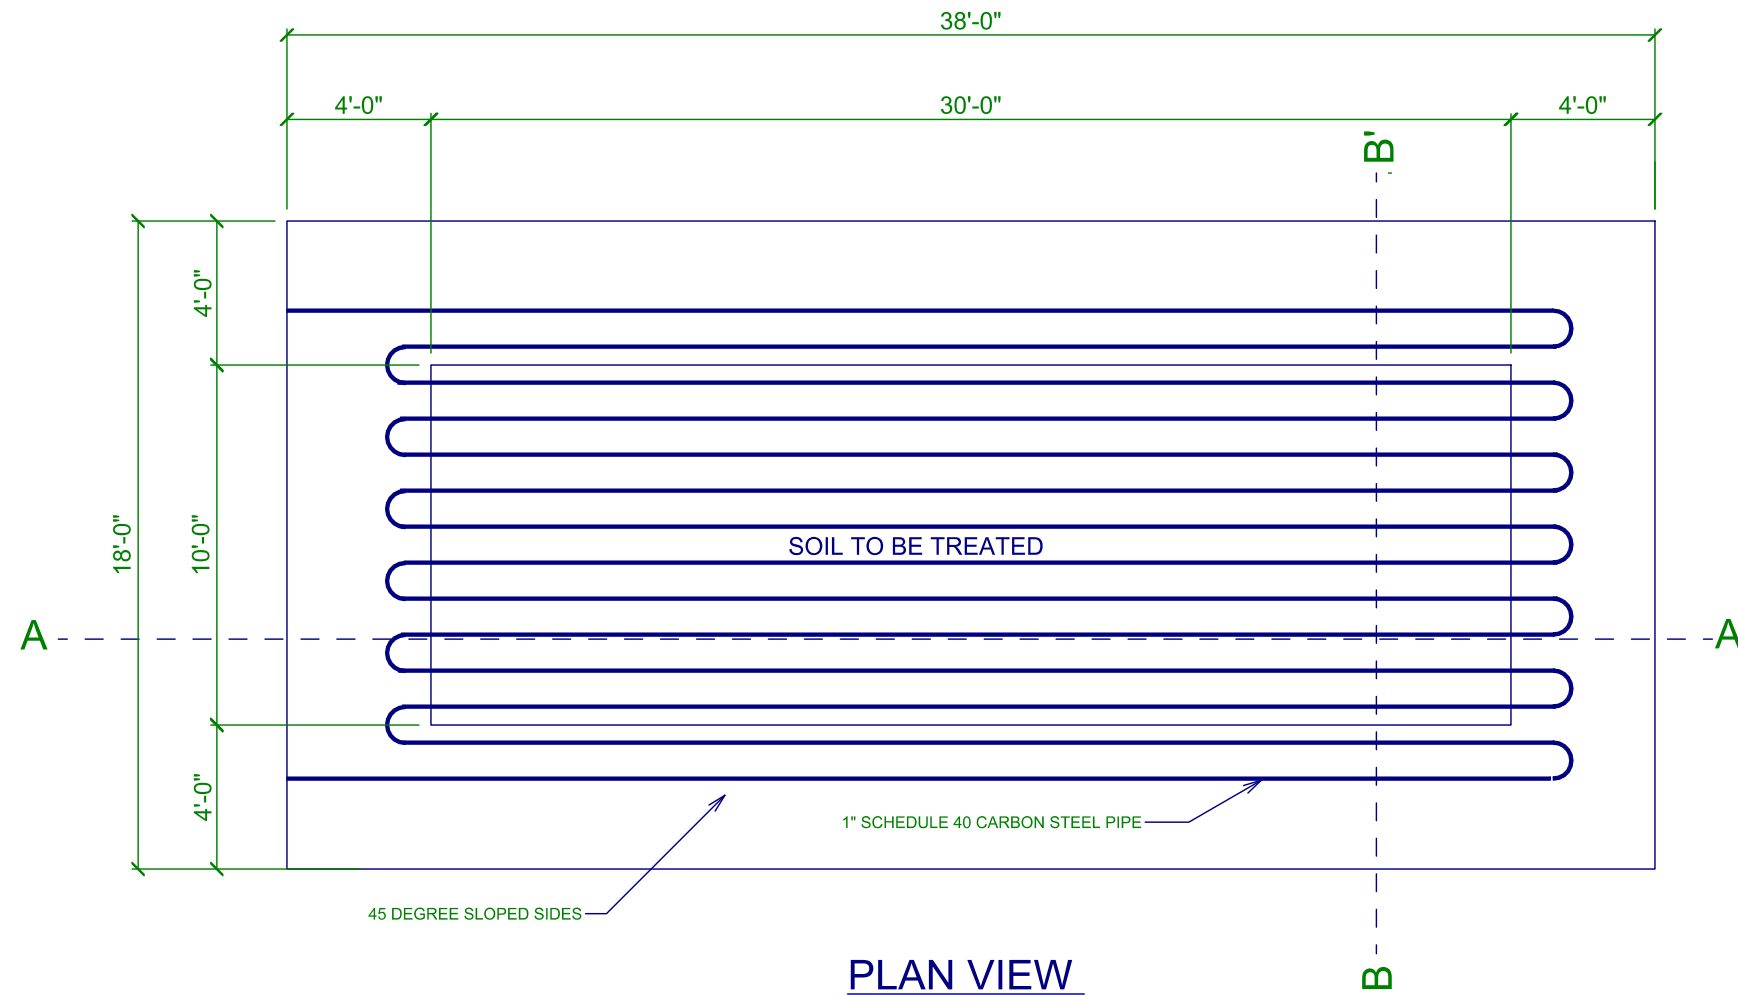 38'-0"
4'-0"
30'-0"
4'-0"
B'
4'-0"
18'-0"
10'-0"
SOIL TO BE TREATED
A
A
4'-0"
1" SCHEDULE 40 CARBON STEEL PIPE
45 DEGREE SLOPED SIDES
PLAN VIEW
B